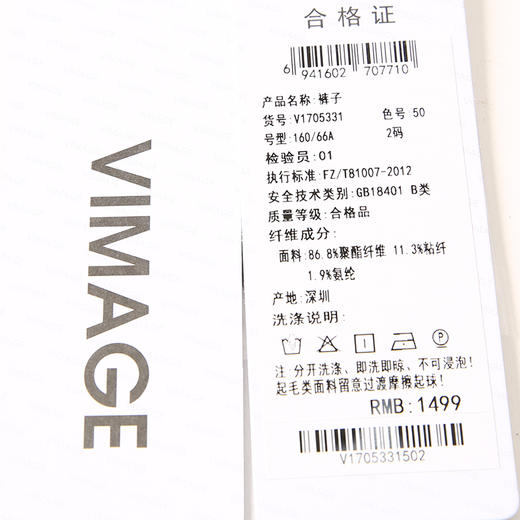 VIMAGE
合格证
6 941602 707710
产品名称:裤子
货号:V1705331 色号:50
号型:160/66A 2码
检验员:01
执行标准:FZ/T81007-2012
安全技术类别:GB18401 B类
质量等级:合格品
纤维成分:
面料:86.8%聚酯纤维 11.3%粘纤
1.9%氨纶
产地:深圳
洗涤说明:
注:分开洗涤、即洗即晾、不可浸泡!
起毛类面料留意过渡摩擦起球!
RMB:1499
V1705331502